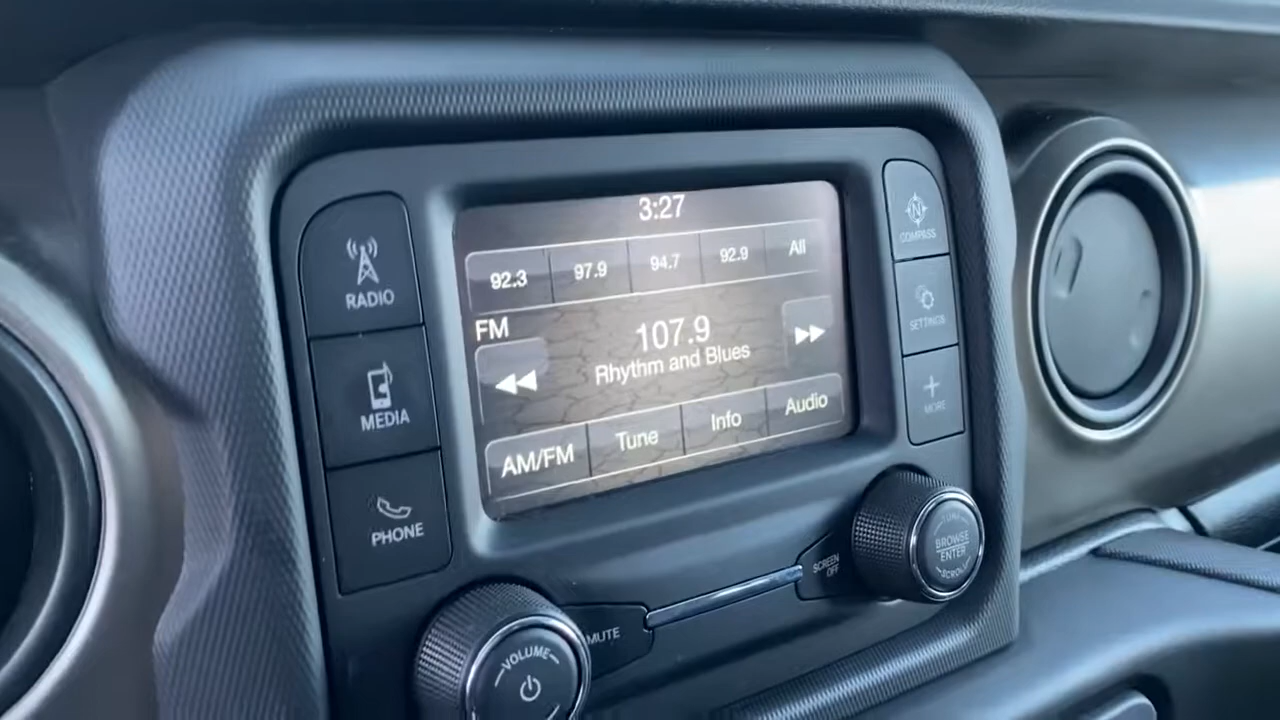 3:27
92.3 97.9 94.7 92.9 All
FM
107.9
Rhythm and Blues
AM/FM Tune Info Audio
RADIO
MEDIA
PHONE
N
COMPASS
SETTINGS
MORE
MUTE
VOLUME
SCREEN
OFF
BROWSE
ENTER
SCROLL